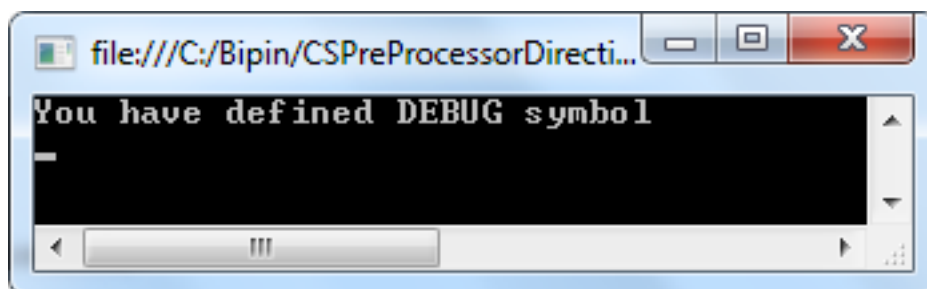 file:///C:/Bipin/CSPreProcessorDirecti...
You have defined DEBUG symbol